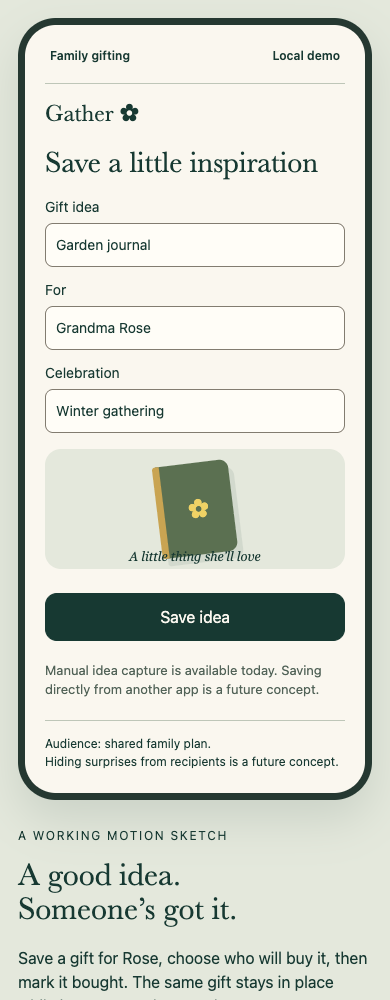 Family gifting
Local demo
Gather
Save a little inspiration
Gift idea
Garden journal
For
Grandma Rose
Celebration
Winter gathering
A little thing she'll love
Save idea
Manual idea capture is available today. Saving
directly from another app is a future concept.
Audience: shared family plan.
Hiding surprises from recipients is a future concept.
A WORKING MOTION SKETCH
A good idea.
Someone’s got it.
Save a gift for Rose, choose who will buy it, then
mark it bought. The same gift stays in place